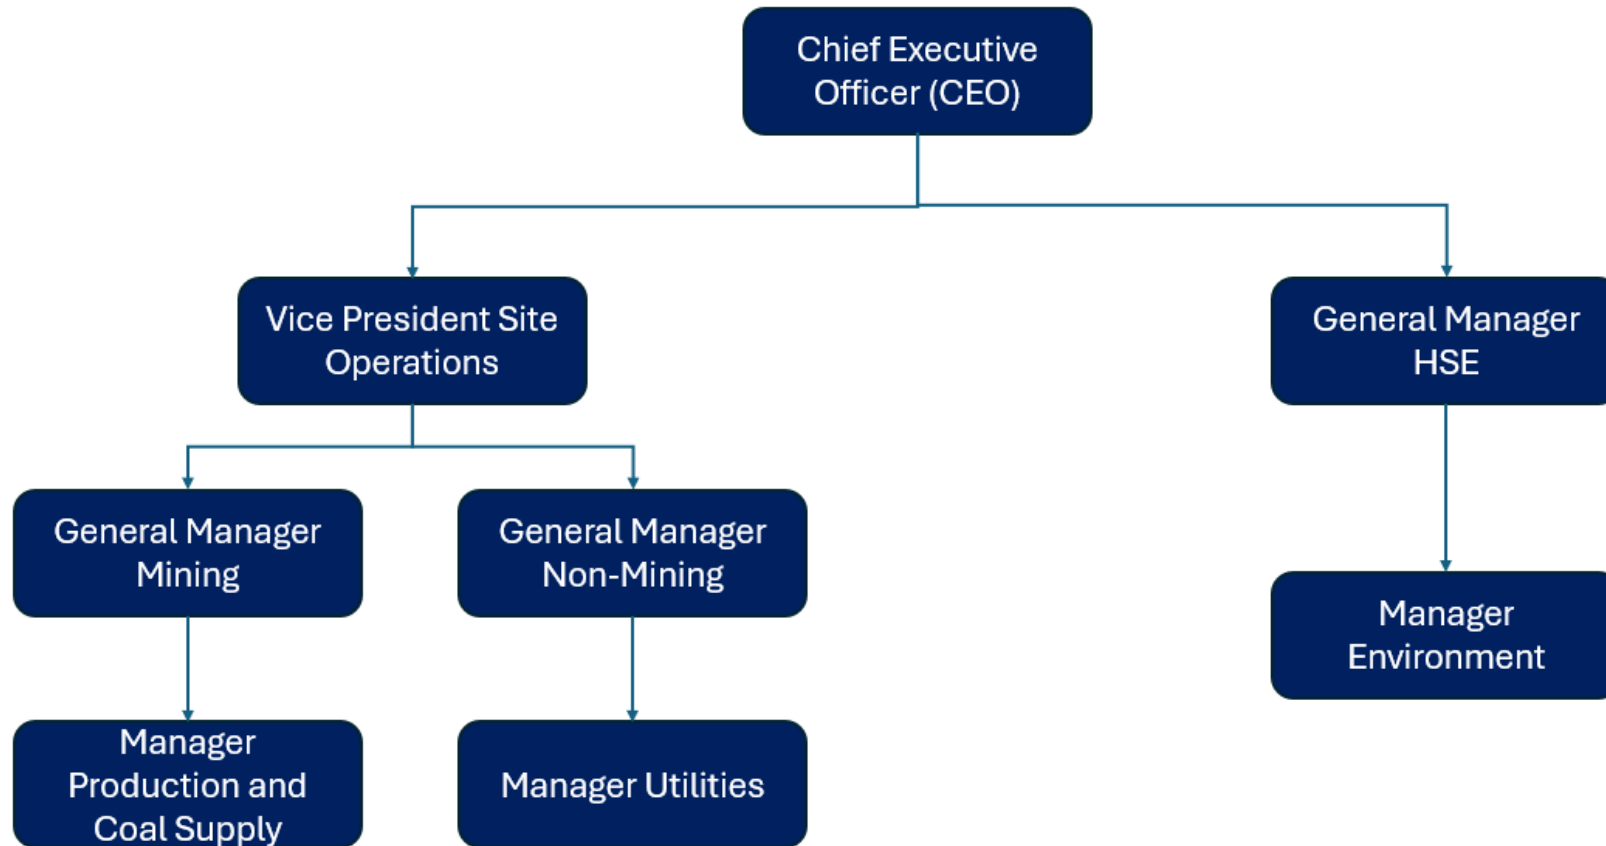 Chief Executive
Officer (CEO)
Vice President Site
Operations
General Manager
HSE
General Manager
Mining
General Manager
Non-Mining
Manager
Environment
Manager
Production and
Coal Supply
Manager Utilities